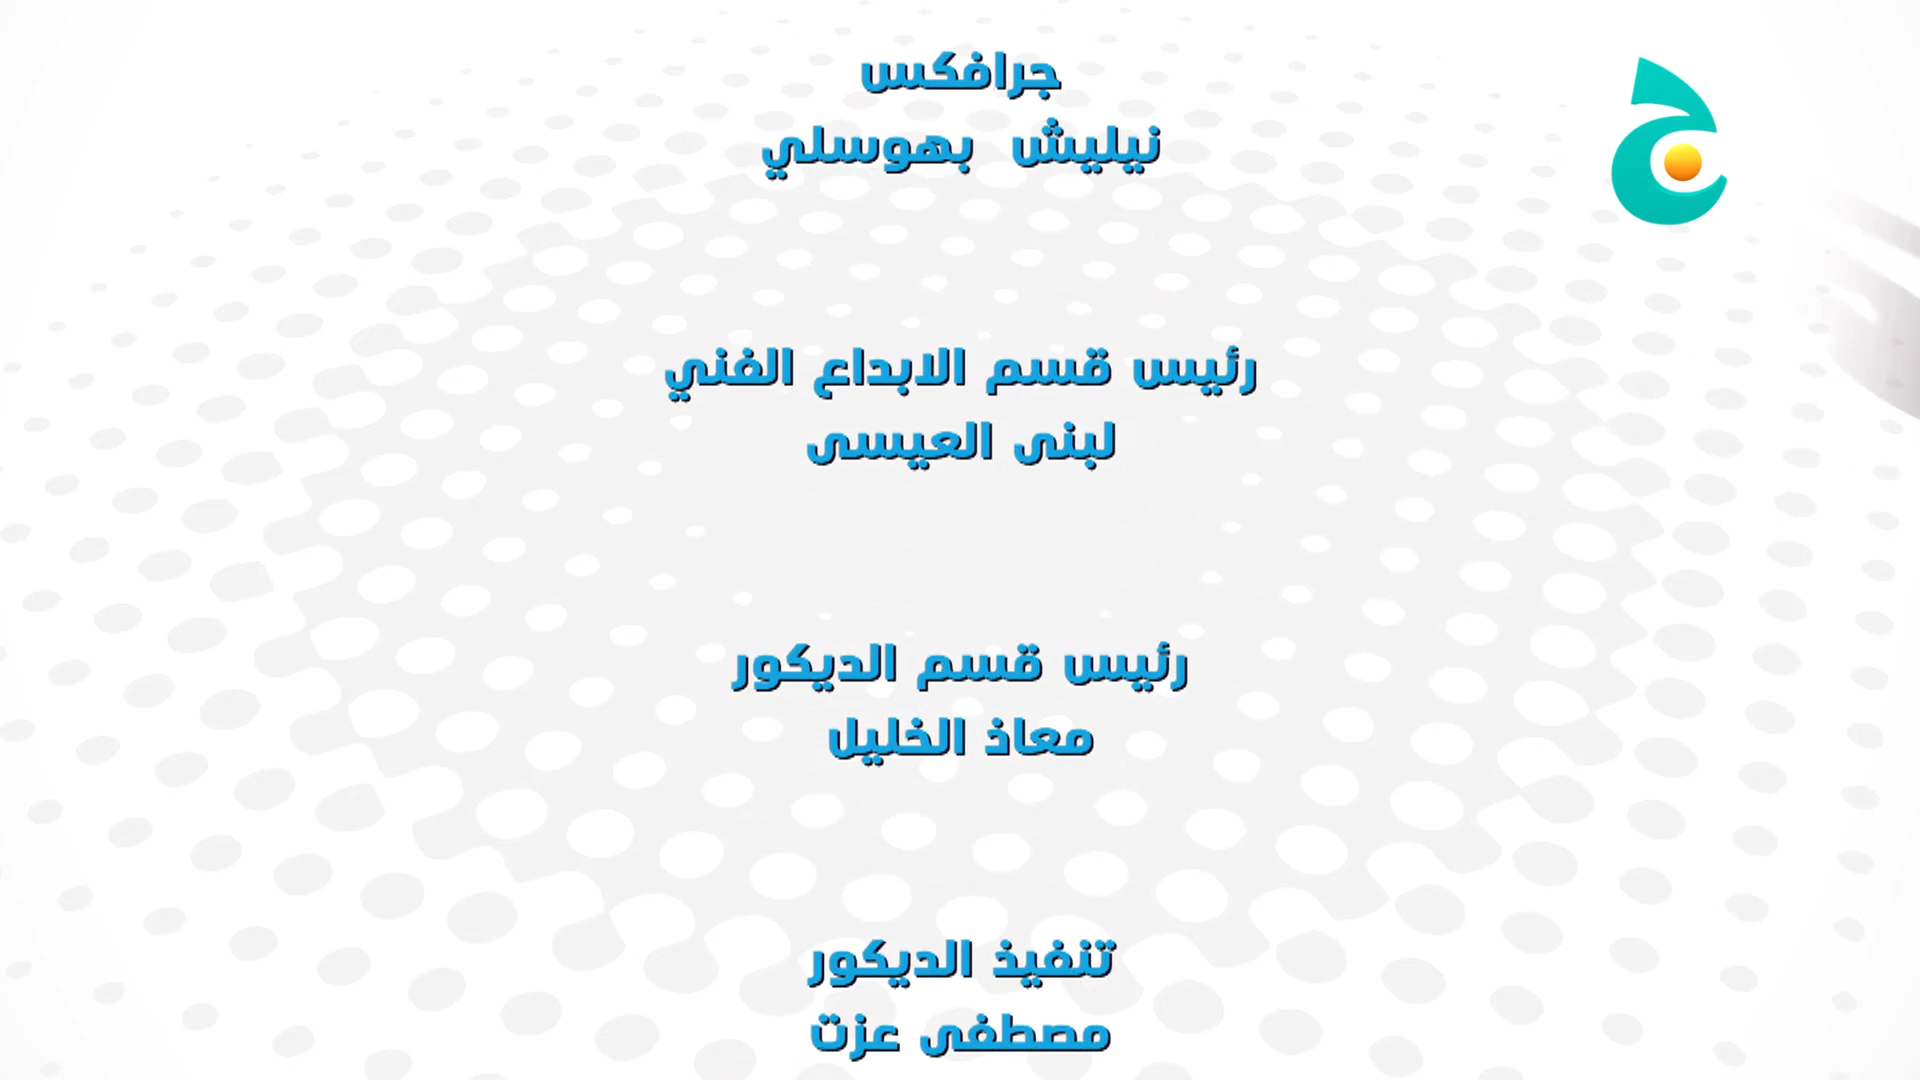 جرافكس
نيليش بهوسلي
رئيس قسم الابداع الفني
لبنى العيسى
رئيس قسم الديكور
معاذ الخليل
تنفيذ الديكور
مصطفى عزت